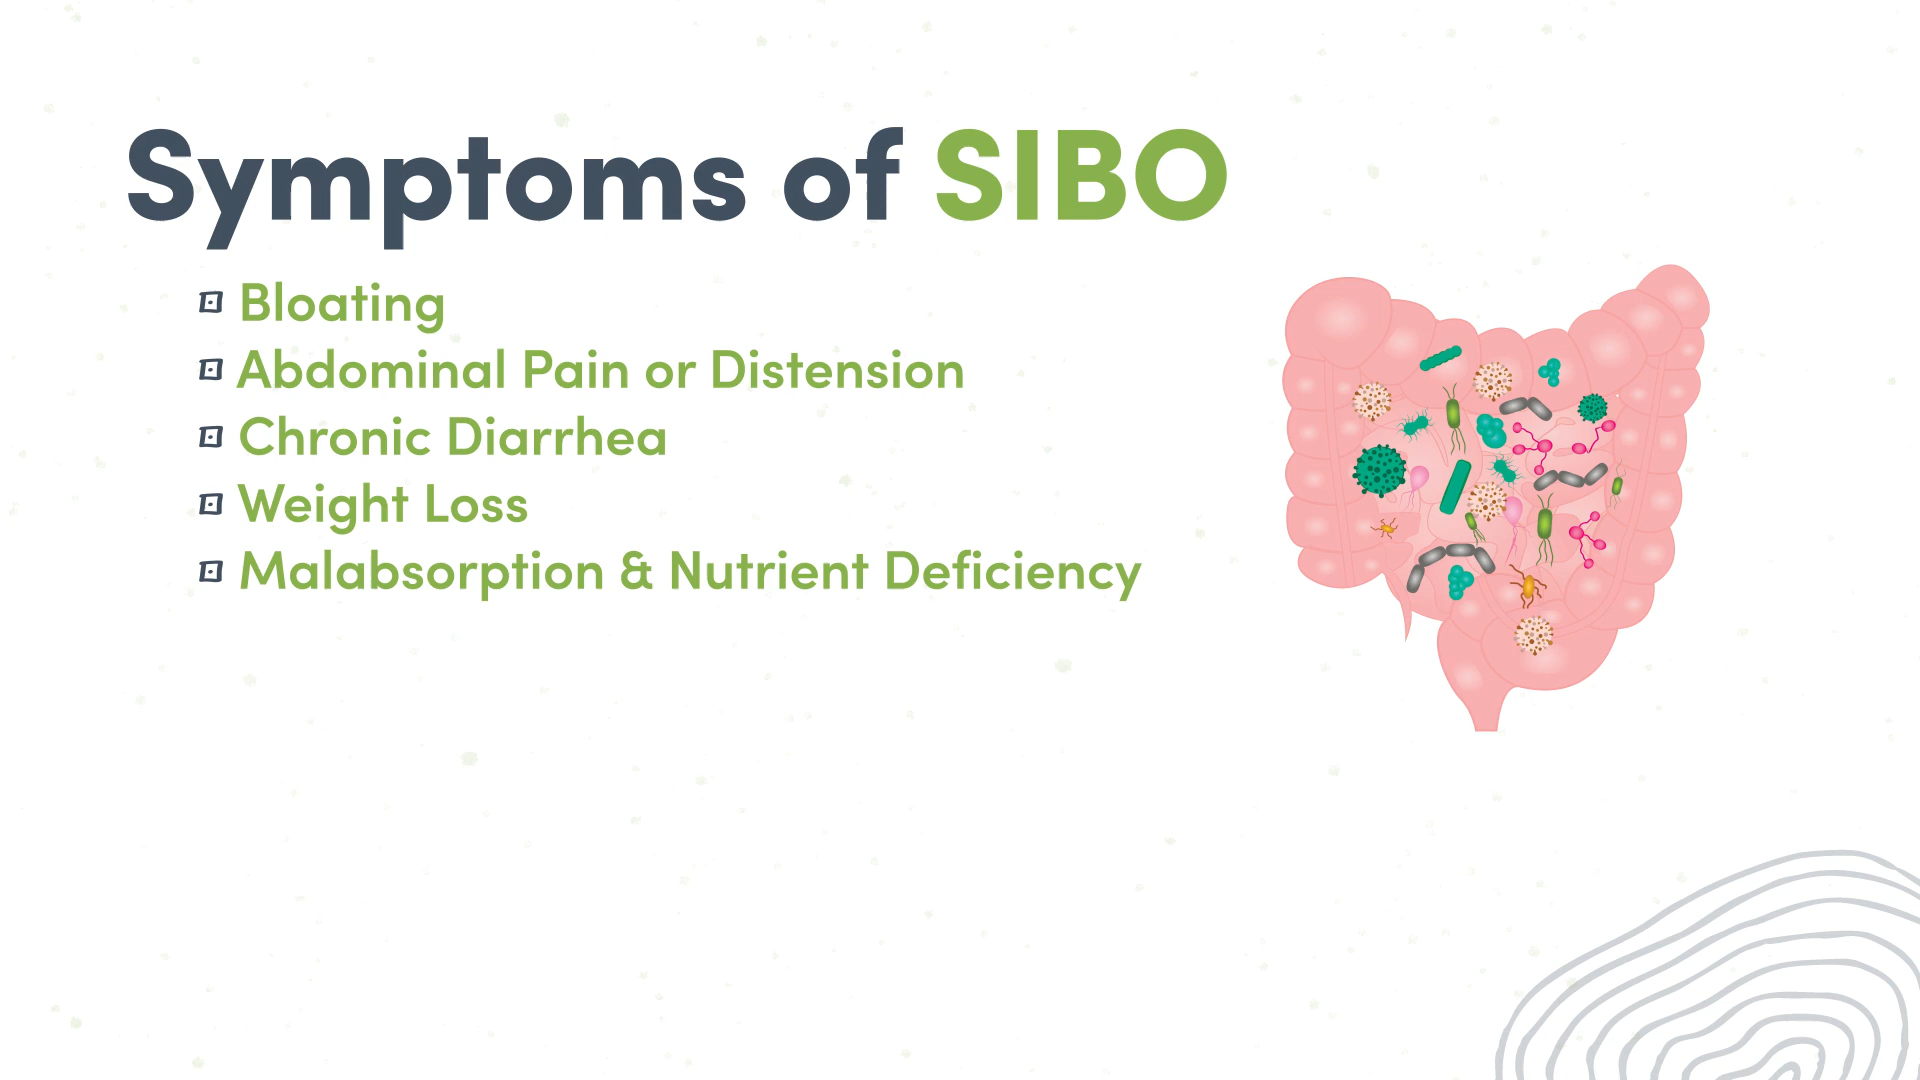 Symptoms of SIBO
Bloating
Abdominal Pain or Distension
Chronic Diarrhea
Weight Loss
Malabsorption & Nutrient Deficiency